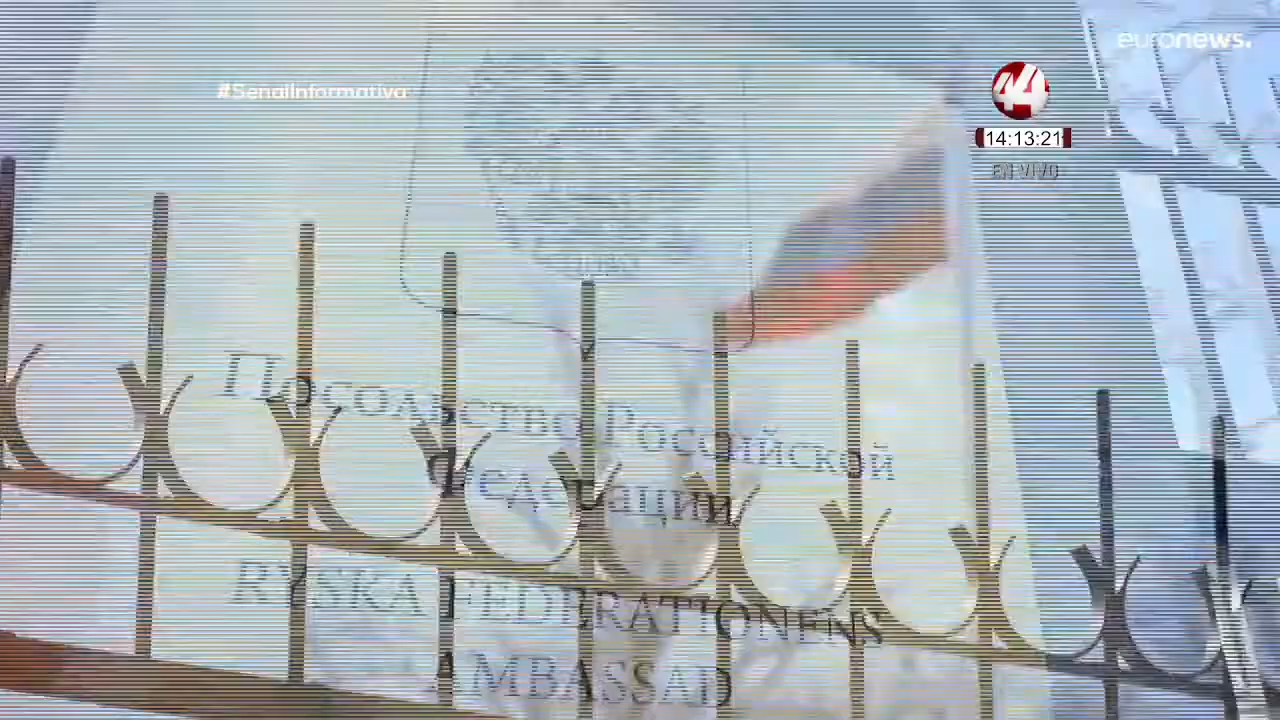 euronews.
#SenalInformativa
44
14:13:21
EN VIVO
Посольство Российской
Федерации
RYSKA FEDERATIONENS
AMBASSAD